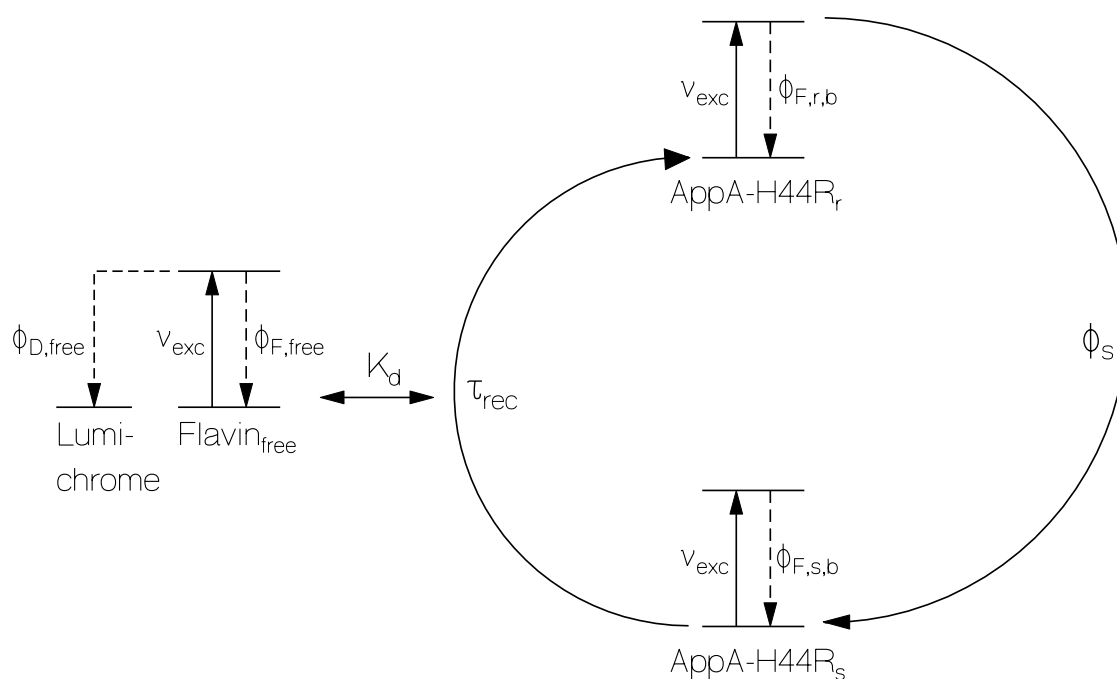 ν_exc
ϕ_F,r,b
AppA-H44R_r
ϕ_D,free
ν_exc
ϕ_F,free
K_d
τ_rec
ϕ_s
Lumi-
chrome
Flavin_free
ν_exc
ϕ_F,s,b
AppA-H44R_s